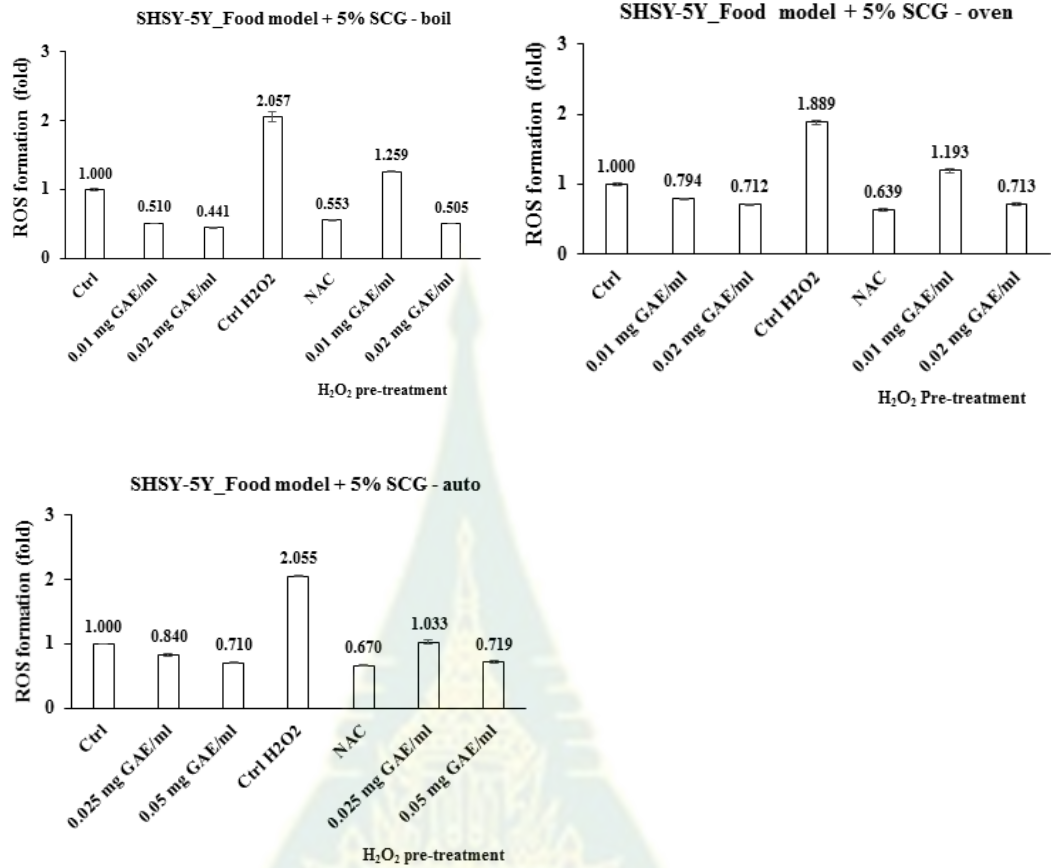 SHSY-5Y_Food model + 5% SCG - boil
ROS formation (fold)
3
2
1
0
1.000
0.510
0.441
2.057
0.553
1.259
0.505
Ctrl
0.01 mg GAE/ml
0.02 mg GAE/ml
Ctrl H2O2
NAC
0.01 mg GAE/ml
0.02 mg GAE/ml
H₂O₂ pre-treatment
SHSY-5Y_Food model + 5% SCG - oven
ROS formation (fold)
3
2
1
0
1.000
0.794
0.712
1.889
0.639
1.193
0.713
Ctrl
0.01 mg GAE/ml
0.02 mg GAE/ml
Ctrl H2O2
NAC
0.01 mg GAE/ml
0.02 mg GAE/ml
H₂O₂ Pre-treatment
SHSY-5Y_Food model + 5% SCG - auto
ROS formation (fold)
3
2
1
0
1.000
0.840
0.710
2.055
0.670
1.033
0.719
Ctrl
0.025 mg GAE/ml
0.05 mg GAE/ml
Ctrl H2O2
NAC
0.025 mg GAE/ml
0.05 mg GAE/ml
H₂O₂ pre-treatment